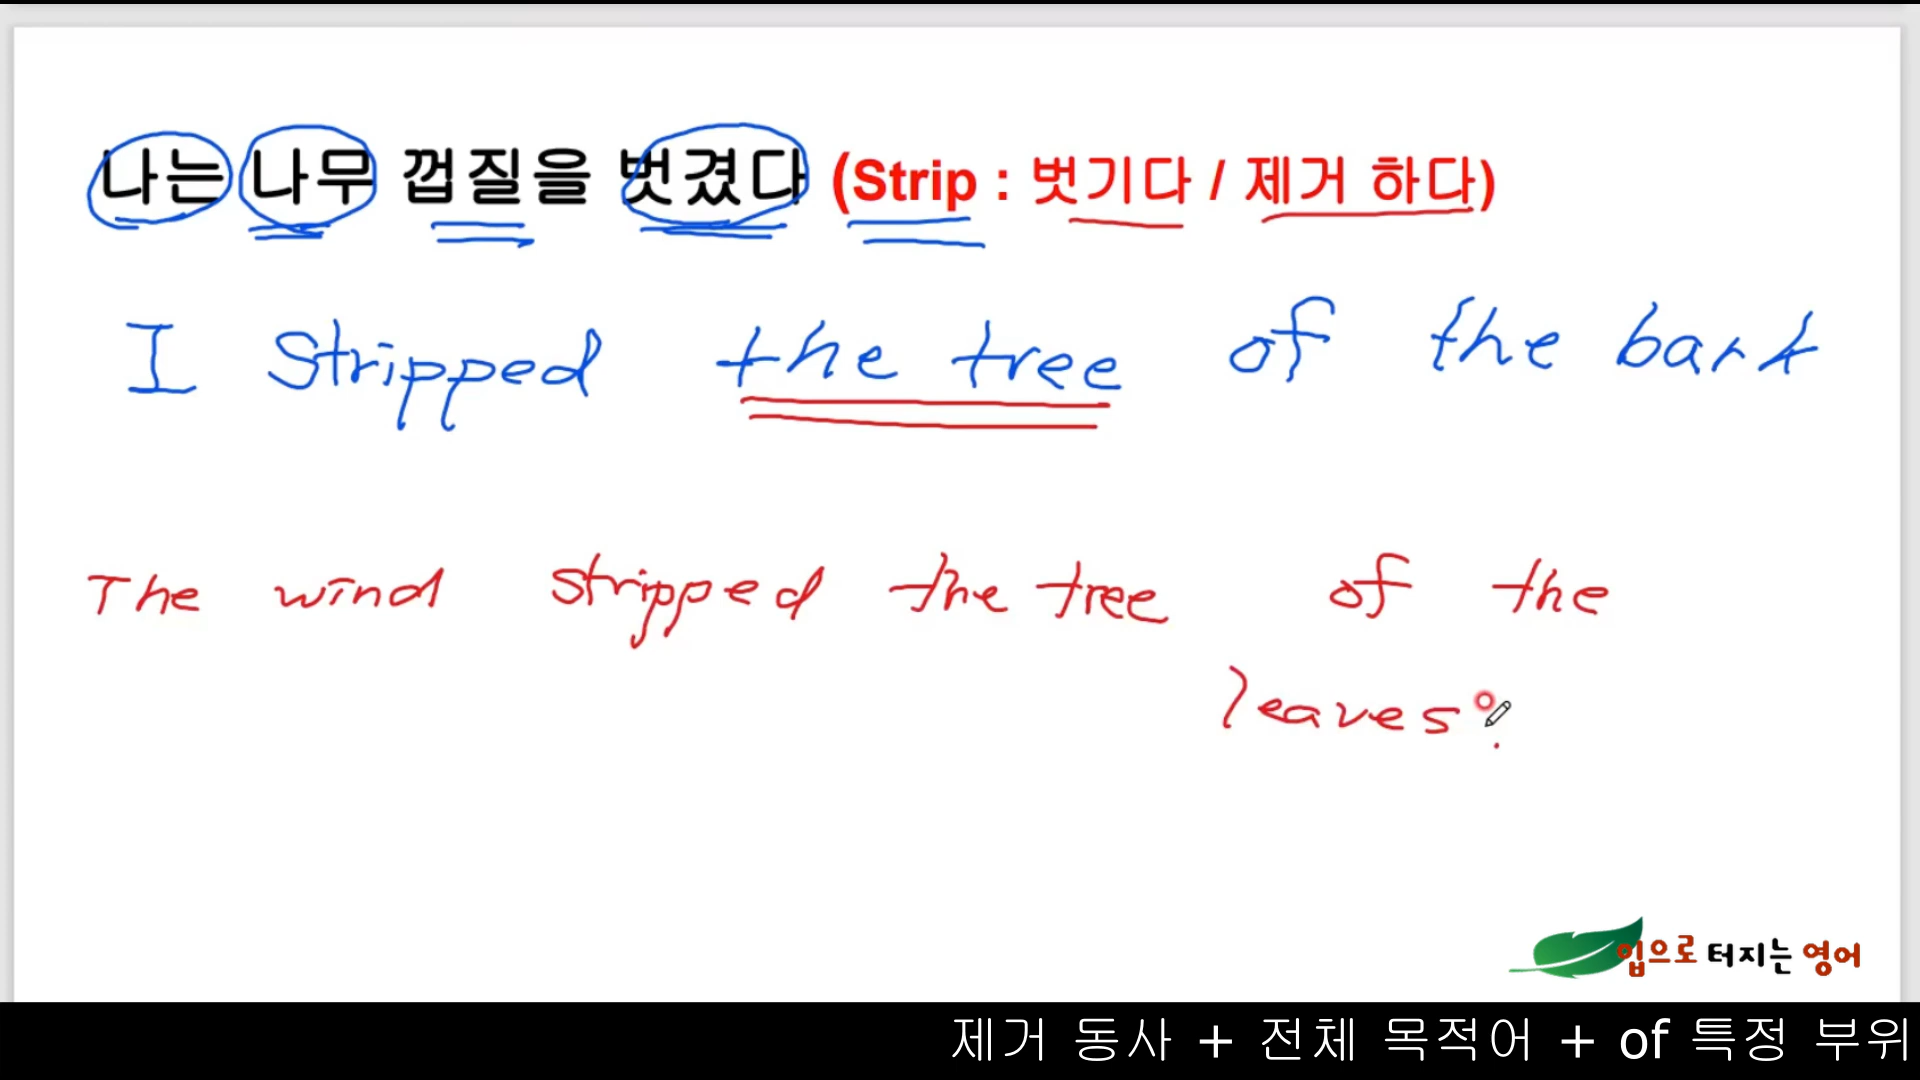 나는 나무 껍질을 벗겼다 (Strip : 벗기다 / 제거 하다)
I stripped the tree of the bark
The wind stripped the tree of the
leaves.
입으로 터지는 영어
제거 동사 + 전체 목적어 + of 특정 부위